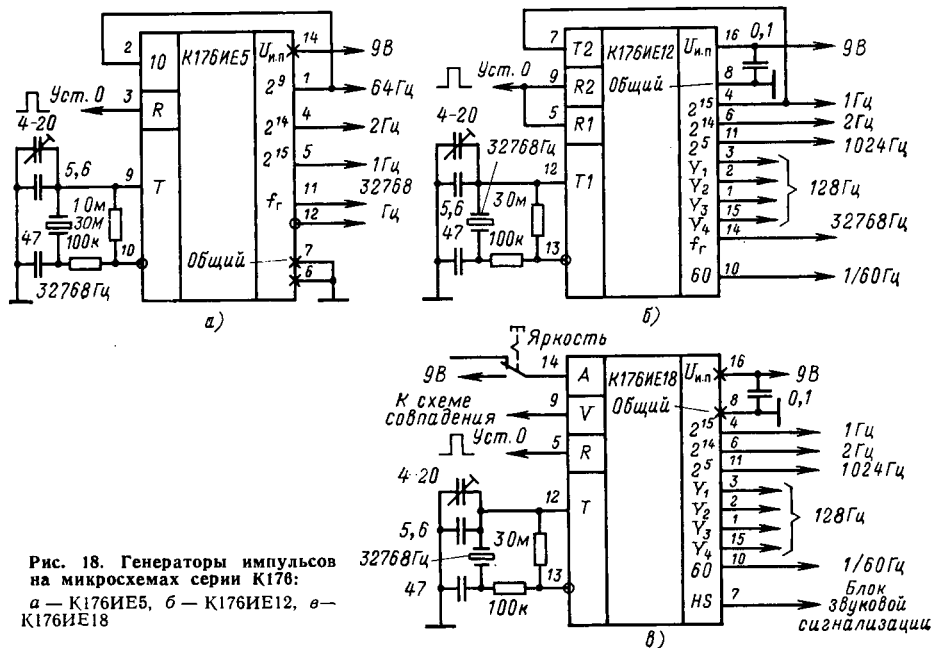 2
10
К176ИЕ5
Uи.п
14
9В
2⁹
1
64Гц
Уст. 0
3
R
2¹⁴
4
2Гц
4-20
2¹⁵
5
1Гц
5,6
9
T
fг
11
32768
Гц
12
10м
30м
47
100к
10
Общий
7
6
32768Гц
а)
7
T2
К176ИЕ12
Uи.п
16
0,1
9В
Уст. 0
9
R2
Общий
8
5
R1
2¹⁵
4
1Гц
2¹⁴
6
2Гц
4-20
2⁵
11
1024Гц
32768Гц
12
T1
Y₁
3
Y₂
2
128Гц
Y₃
1
Y₄
15
5,6
30м
fг
14
32768Гц
47
100к
13
60
10
1/60Гц
б)
Яркость
9В
14
A
К176ИЕ18
Uи.п
16
9В
0,1
К схеме
совпадения
9
V
Общий
8
Уст. 0
5
R
2¹⁵
4
1Гц
2¹⁴
6
2Гц
2⁵
11
1024Гц
4-20
12
T
Y₁
3
Y₂
2
128Гц
Y₃
1
Y₄
15
5,6
32768Гц
30м
60
10
1/60Гц
47
100к
13
HS
7
Блок
звуковой
сигнализации
в)
Рис. 18. Генераторы импульсов
на микросхемах серии К176:
а — К176ИЕ5, б — К176ИЕ12, в—
К176ИЕ18